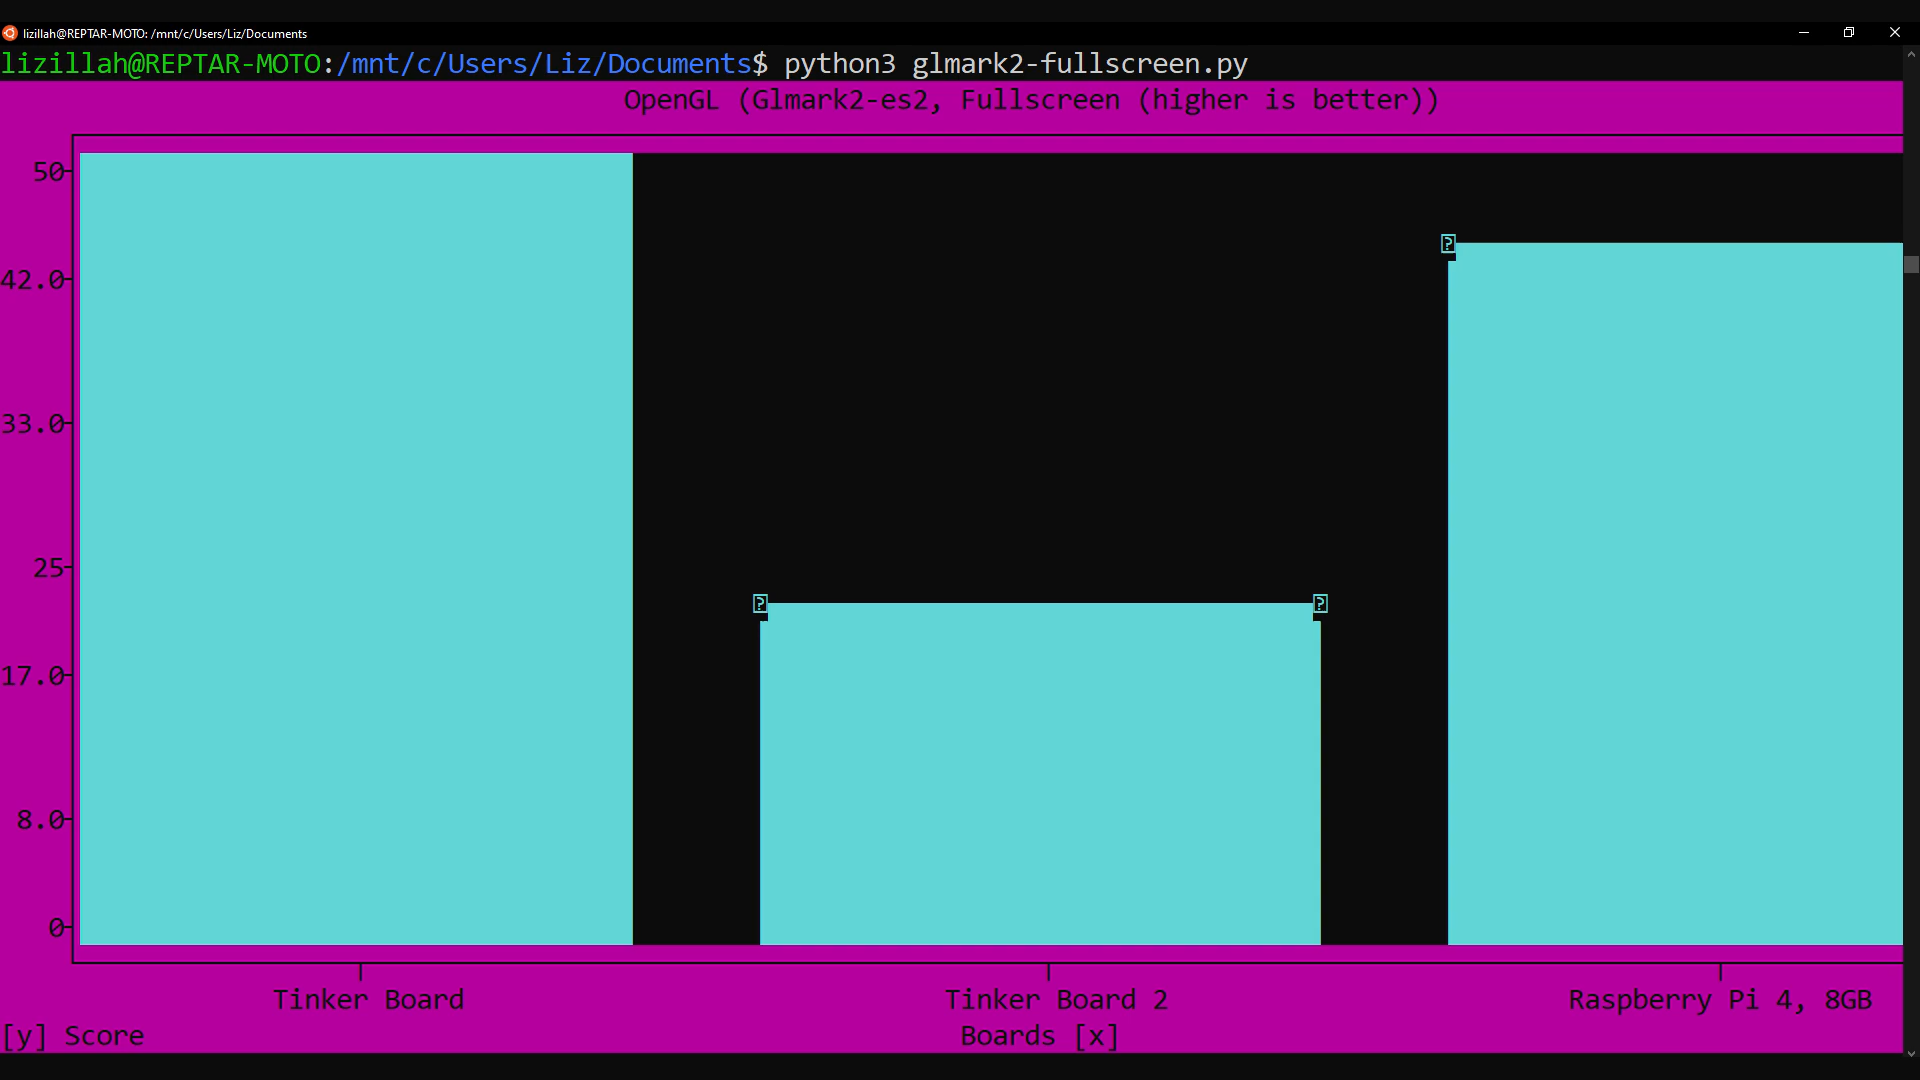 lizillah@REPTAR-MOTO: /mnt/c/Users/Liz/Documents
lizillah@REPTAR-MOTO:/mnt/c/Users/Liz/Documents$ python3 glmark2-fullscreen.py
OpenGL (Glmark2-es2, Fullscreen (higher is better))
50
42.0
33.0
25
17.0
8.0
0
Tinker Board
Tinker Board 2
Raspberry Pi 4, 8GB
[y] Score
Boards [x]